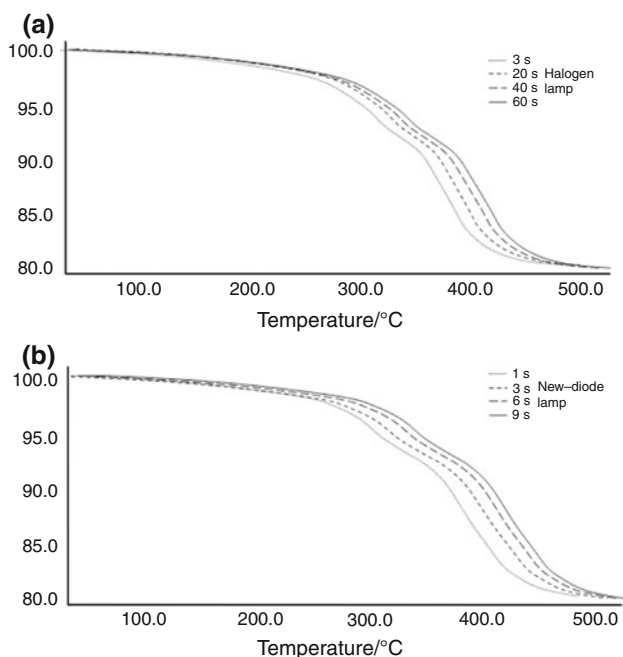 (a)
100.0
95.0
90.0
85.0
80.0
3 s
20 s Halogen
40 s lamp
60 s
100.0 200.0 300.0 400.0 500.0
Temperature/°C
(b)
100.0
95.0
90.0
85.0
80.0
1 s
3 s New–diode
6 s lamp
9 s
100.0 200.0 300.0 400.0 500.0
Temperature/°C